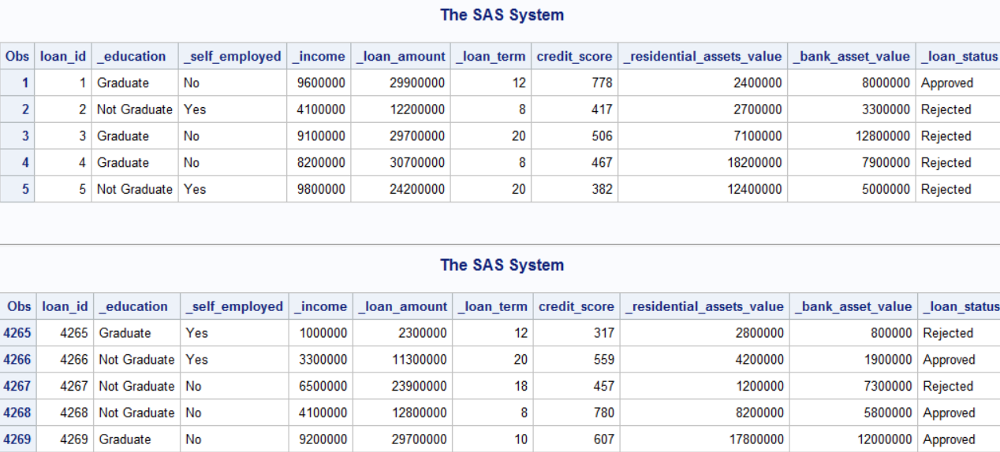 The SAS System
Obs loan_id _education _self_employed _income _loan_amount _loan_term credit_score _residential_assets_value _bank_asset_value _loan_status
1 1 Graduate No 9600000 29900000 12 778 2400000 8000000 Approved
2 2 Not Graduate Yes 4100000 12200000 8 417 2700000 3300000 Rejected
3 3 Graduate No 9100000 29700000 20 506 7100000 12800000 Rejected
4 4 Graduate No 8200000 30700000 8 467 18200000 7900000 Rejected
5 5 Not Graduate Yes 9800000 24200000 20 382 12400000 5000000 Rejected
The SAS System
Obs loan_id _education _self_employed _income _loan_amount _loan_term credit_score _residential_assets_value _bank_asset_value _loan_status
4265 4265 Graduate Yes 1000000 2300000 12 317 2800000 800000 Rejected
4266 4266 Not Graduate Yes 3300000 11300000 20 559 4200000 1900000 Approved
4267 4267 Not Graduate No 6500000 23900000 18 457 1200000 7300000 Rejected
4268 4268 Not Graduate No 4100000 12800000 8 780 8200000 5800000 Approved
4269 4269 Graduate No 9200000 29700000 10 607 17800000 12000000 Approved